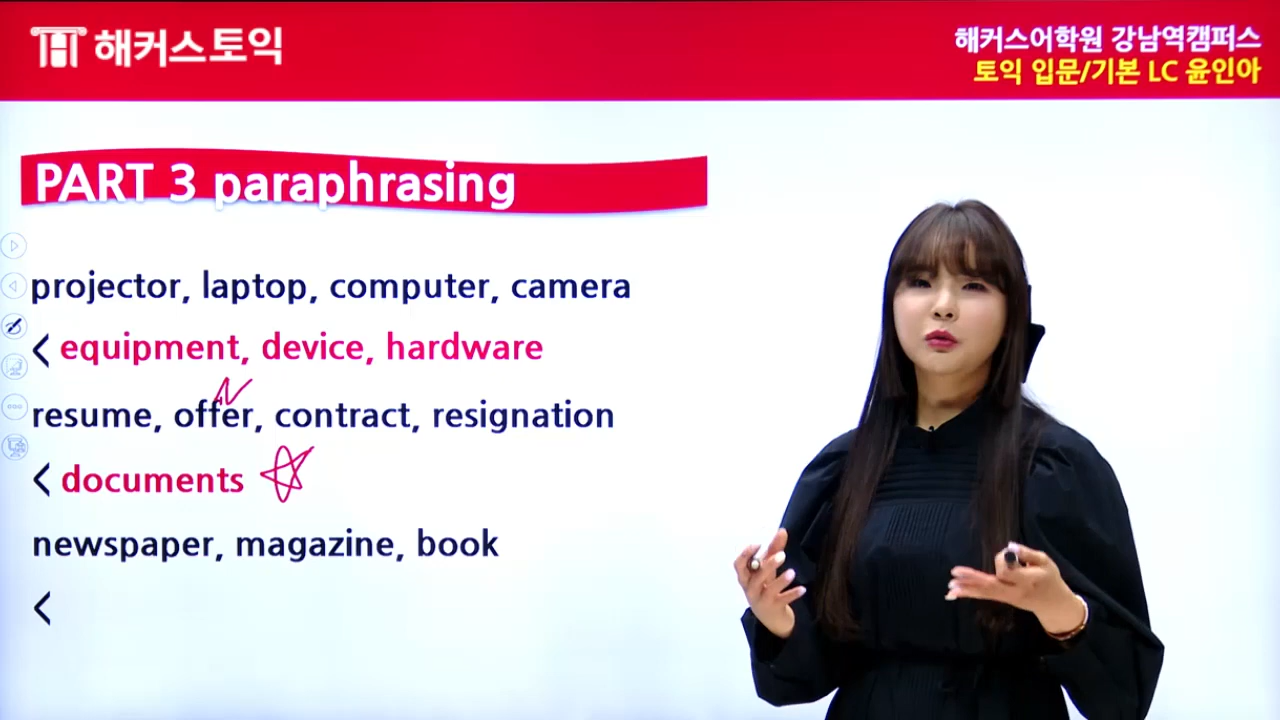 해커스토익
해커스어학원 강남역캠퍼스
토익 입문/기본 LC 윤인아
PART 3 paraphrasing
projector, laptop, computer, camera
< equipment, device, hardware
N
resume, offer, contract, resignation
< documents ☆
newspaper, magazine, book
<